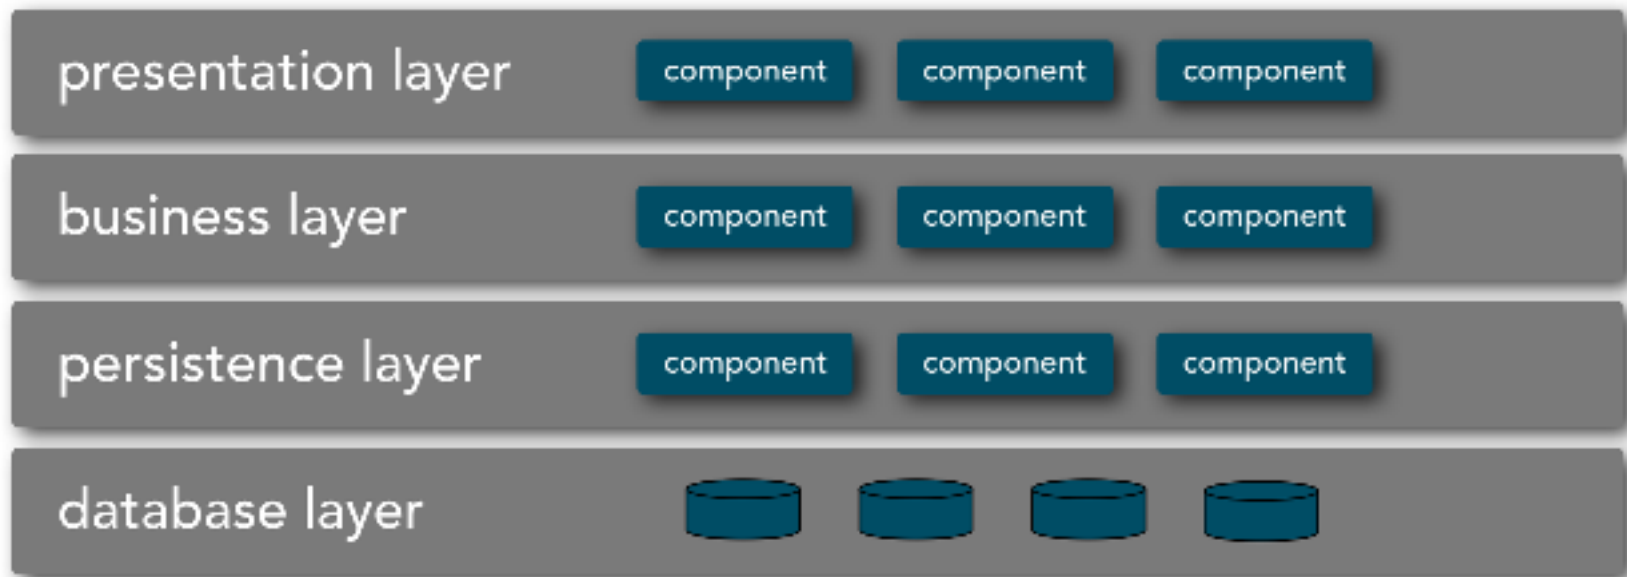 presentation layer component component component
business layer component component component
persistence layer component component component
database layer